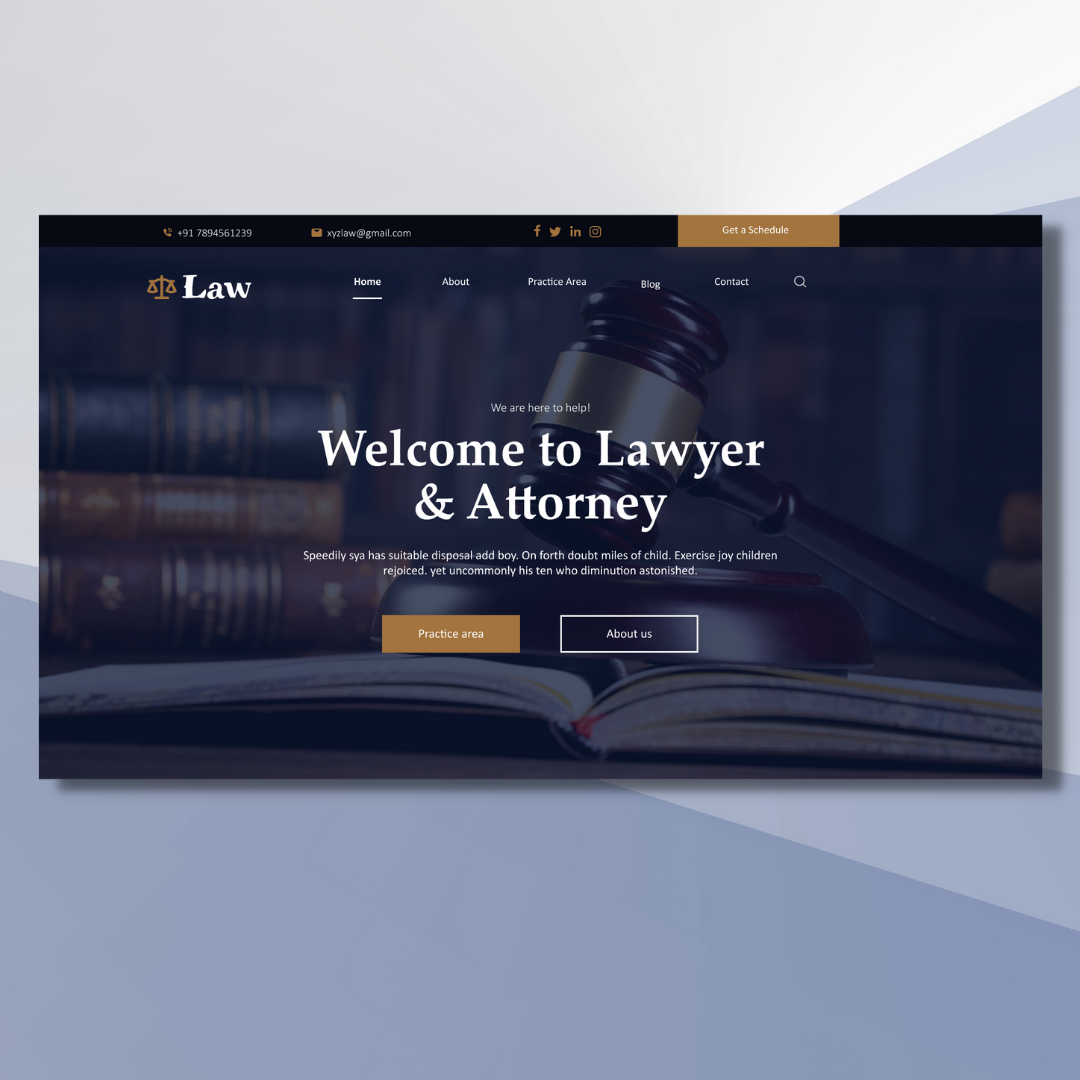 +91 7894561239 xyzlaw@gmail.com Get a Schedule
Law Home About Practice Area Blog Contact
We are here to help!
Welcome to Lawyer
& Attorney
Speedily sya has suitable disposal add boy. On forth doubt miles of child. Exercise joy children
rejoiced. yet uncommonly his ten who diminution astonished.
Practice area About us